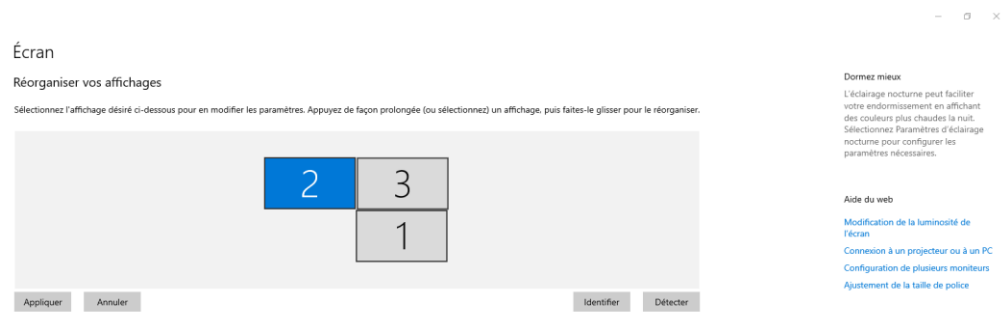 Écran
Réorganiser vos affichages
Sélectionnez l'affichage désiré ci-dessous pour en modifier les paramètres. Appuyez de façon prolongée (ou sélectionnez) un affichage, puis faites-le glisser pour le réorganiser.
2
3
1
Appliquer
Annuler
Identifier
Détecter
Dormez mieux
L'éclairage nocturne peut faciliter
votre endormissement en affichant
des couleurs plus chaudes la nuit.
Sélectionnez Paramètres d'éclairage
nocturne pour configurer les
paramètres nécessaires.
Aide du web
Modification de la luminosité de
l'écran
Connexion à un projecteur ou à un PC
Configuration de plusieurs moniteurs
Ajustement de la taille de police